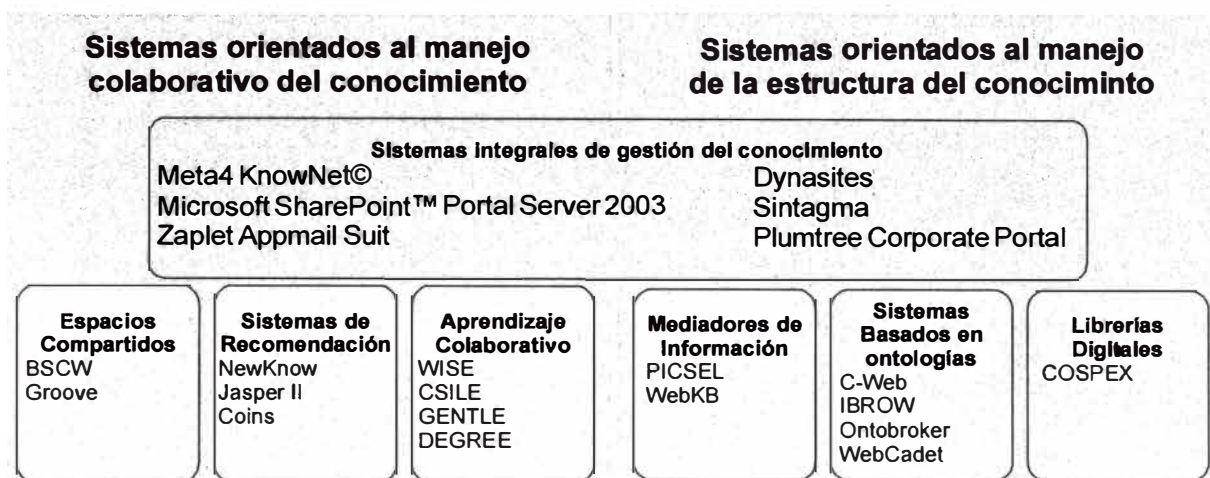 Sistemas orientados al manejo
colaborativo del conocimiento
Sistemas orientados al manejo
de la estructura del conociminto
Sistemas integrales de gestión del conocimiento
Meta4 KnowNet©
Microsoft SharePoint™ Portal Server 2003
Zaplet Appmail Suit
Dynasites
Sintagma
Plumtree Corporate Portal
Espacios
Compartidos
BSCW
Groove
Sistemas de
Recomendación
NewKnow
Jasper II
Coins
Aprendizaje
Colaborativo
WISE
CSILE
GENTLE
DEGREE
Mediadores de
Información
PICSEL
WebKB
Sistemas
Basados en
ontologías
C-Web
IBROW
Ontobroker
WebCadet
Librerías
Digitales
COSPEX